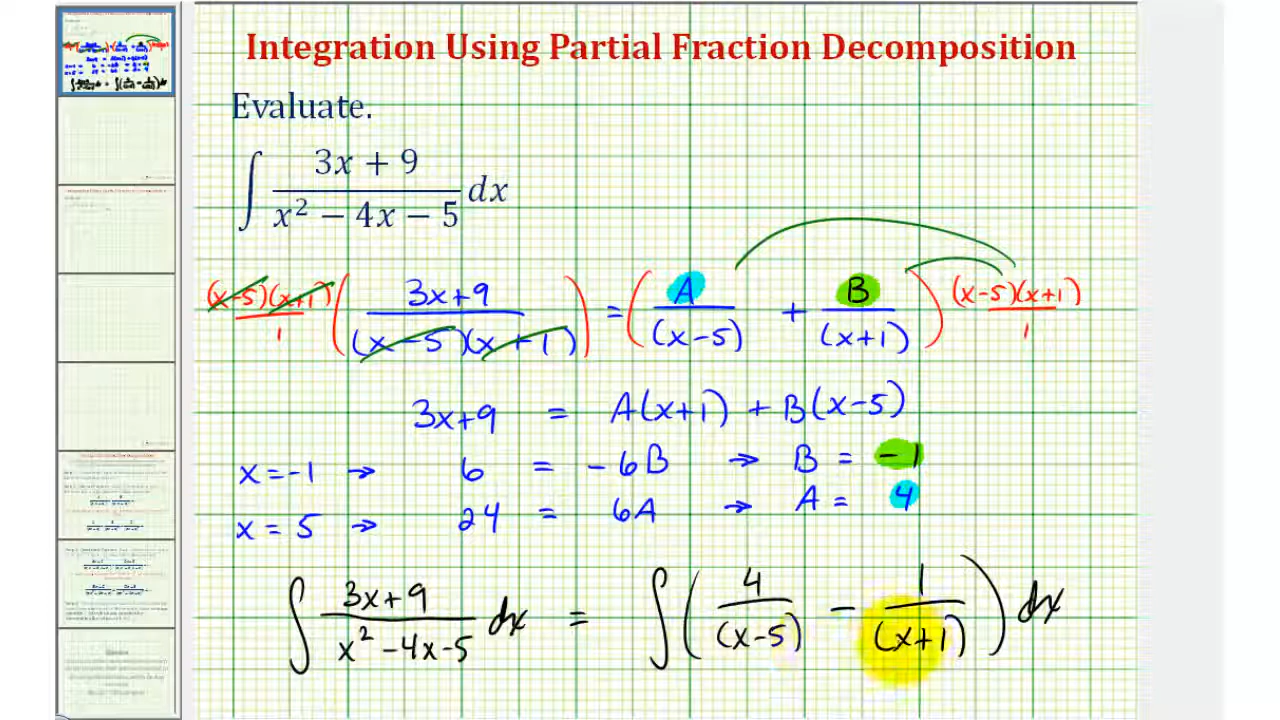 Integration Using Partial Fraction Decomposition
Evaluate.
∫ (3x + 9)/(x² − 4x − 5) dx
(x−5)(x+1)/1 ( (3x+9)/((x−5)(x+1)) ) = ( A/(x−5) + B/(x+1) ) (x−5)(x+1)/1
3x+9 = A(x+1) + B(x−5)
x = −1 → 6 = −6B → B = −1
x = 5 → 24 = 6A → A = 4
∫ (3x+9)/(x²−4x−5) dx = ∫ ( 4/(x−5) − 1/(x+1) ) dx